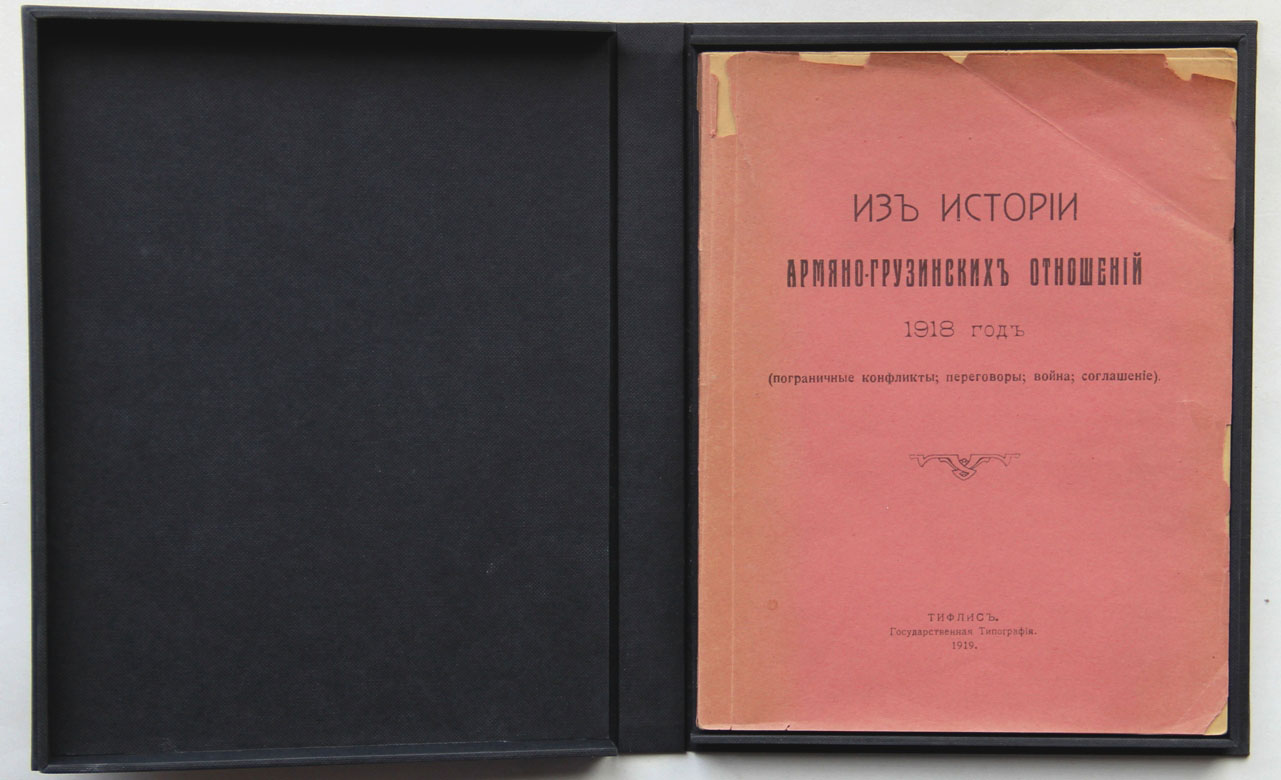 ИЗЪ ИСТОРІИ
АРМЯНО-ГРУЗИНСКИХЪ ОТНОШЕНІЙ
1918 годъ
(пограничные конфликты; переговоры; война; соглашеніе).
ТИФЛИСЪ.
Государственная Типографія.
1919.